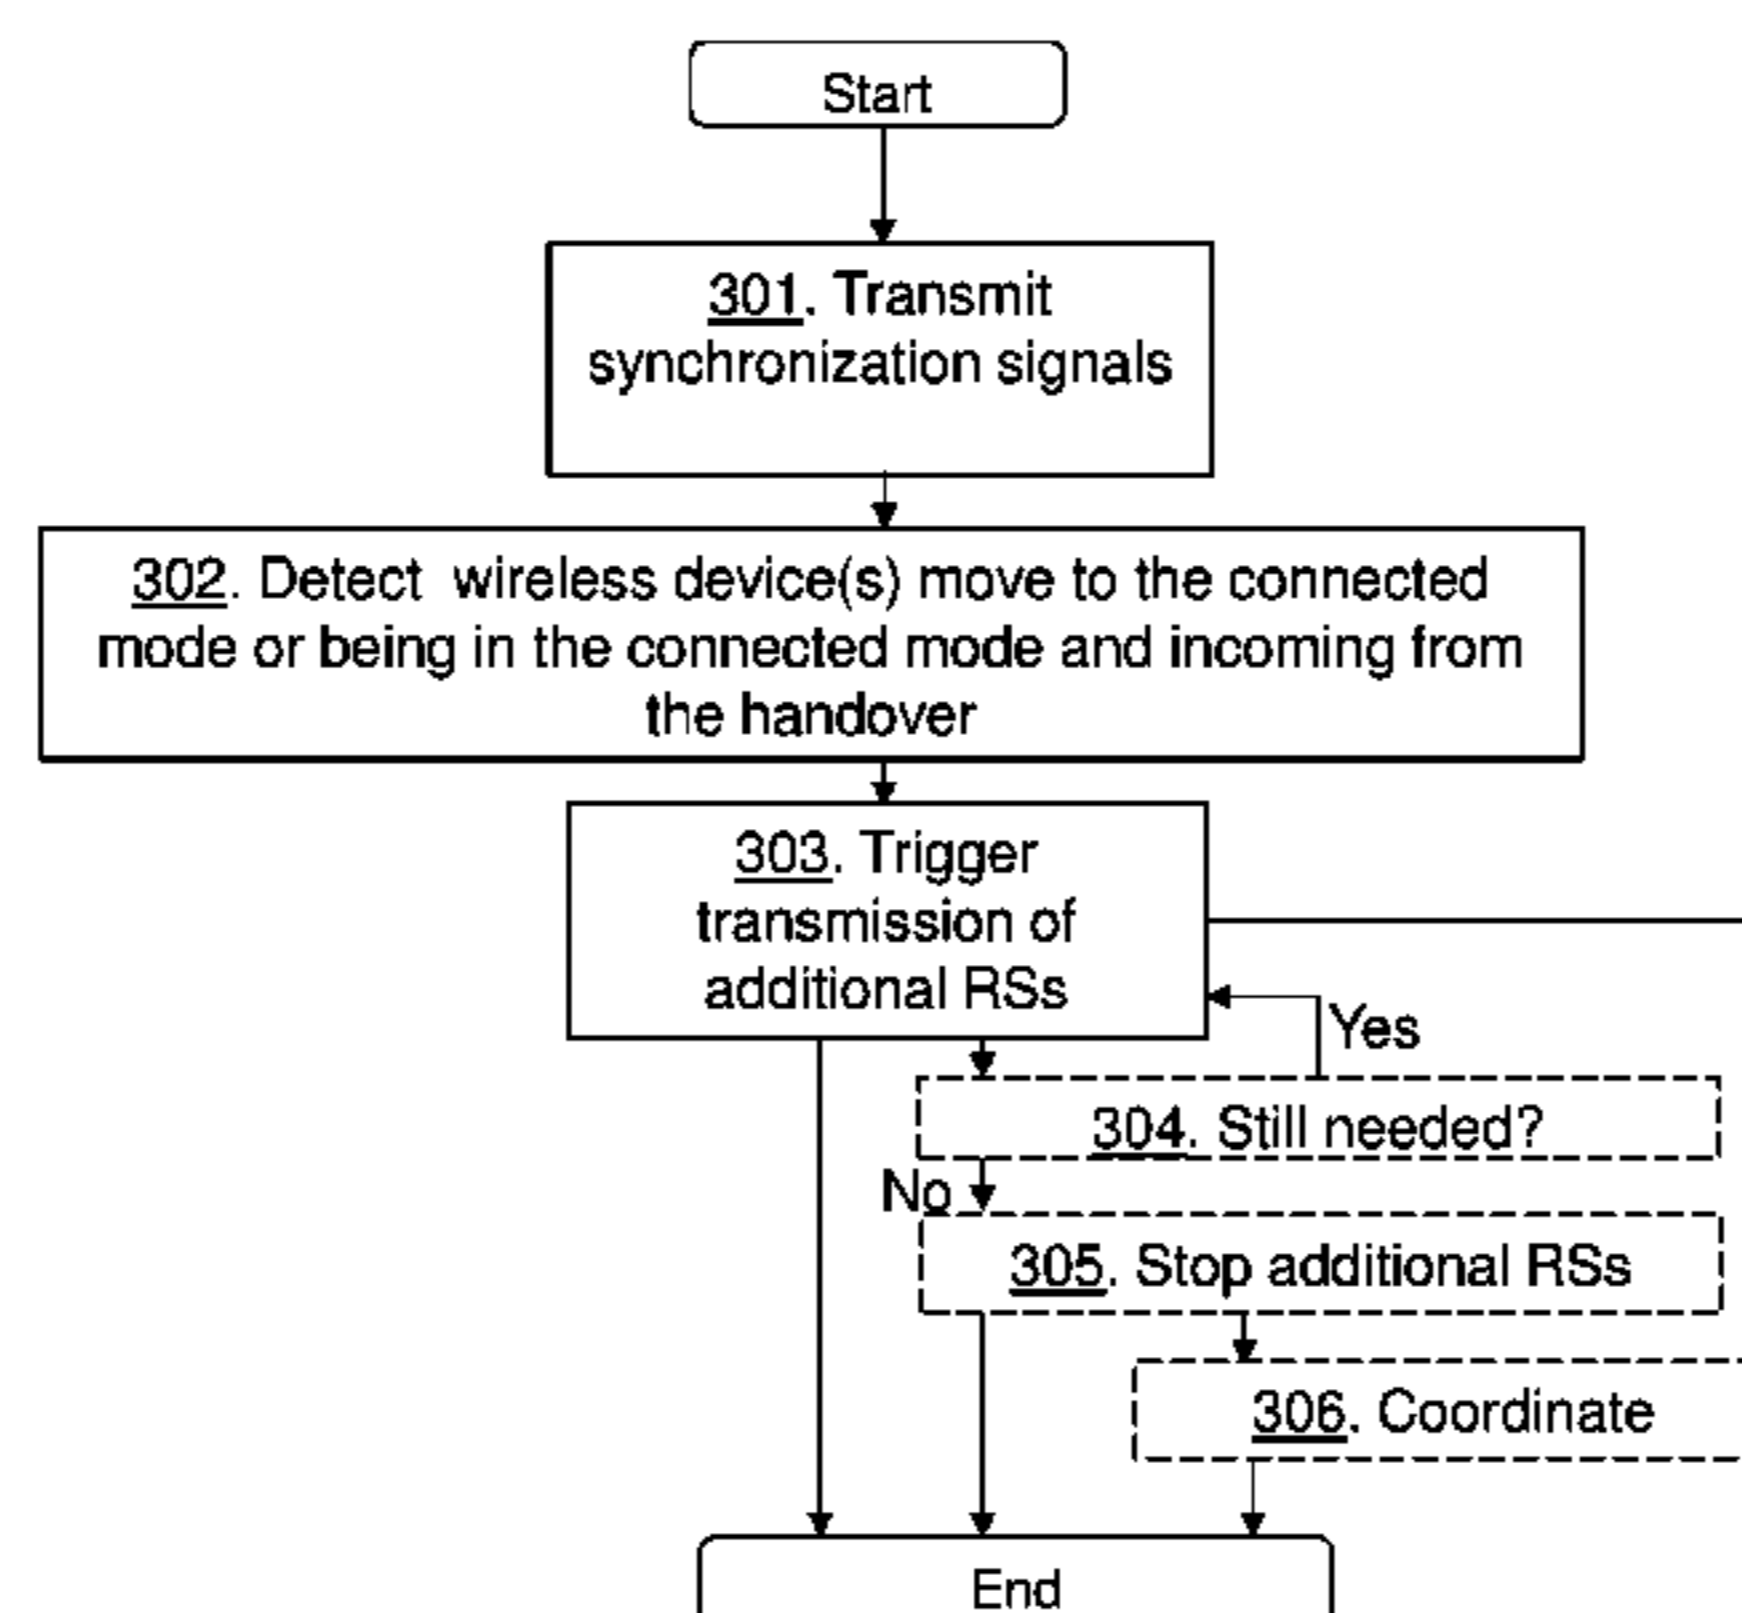 Start
301. Transmit
synchronization signals
302. Detect wireless device(s) move to the connected
mode or being in the connected mode and incoming from
the handover
303. Trigger
transmission of
additional RSs
Yes
304. Still needed?
No
305. Stop additional RSs
306. Coordinate
End